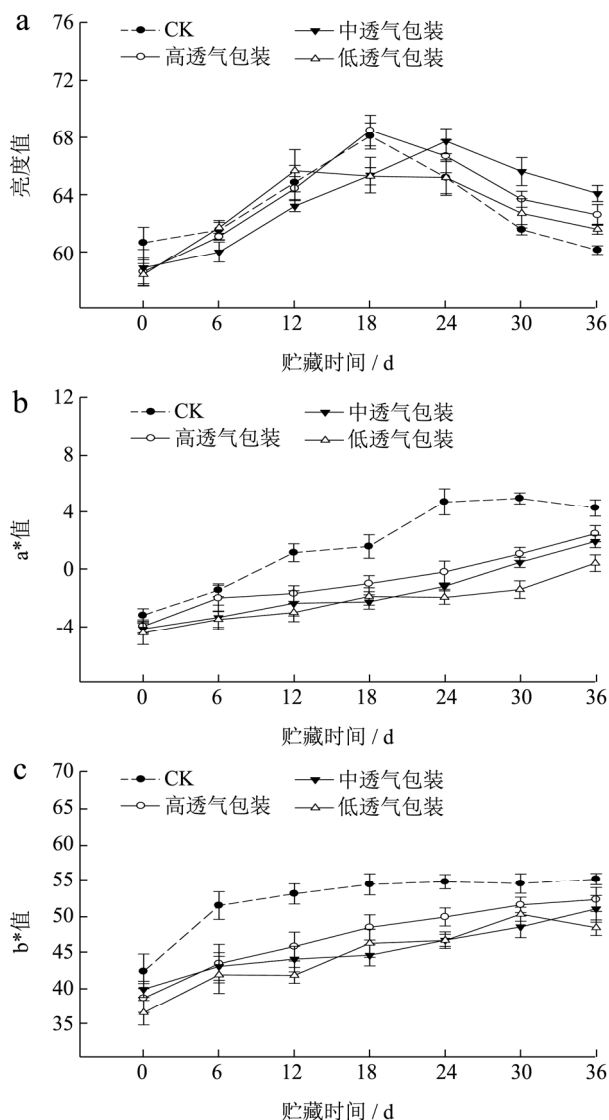 a
76
72
68
64
60
亮度值
CK
中透气包装
高透气包装
低透气包装
0 6 12 18 24 30 36
贮藏时间 / d
b
12
8
4
0
-4
a*值
CK
中透气包装
高透气包装
低透气包装
0 6 12 18 24 30 36
贮藏时间 / d
c
70
65
60
55
50
45
40
35
b*值
CK
中透气包装
高透气包装
低透气包装
0 6 12 18 24 30 36
贮藏时间 / d